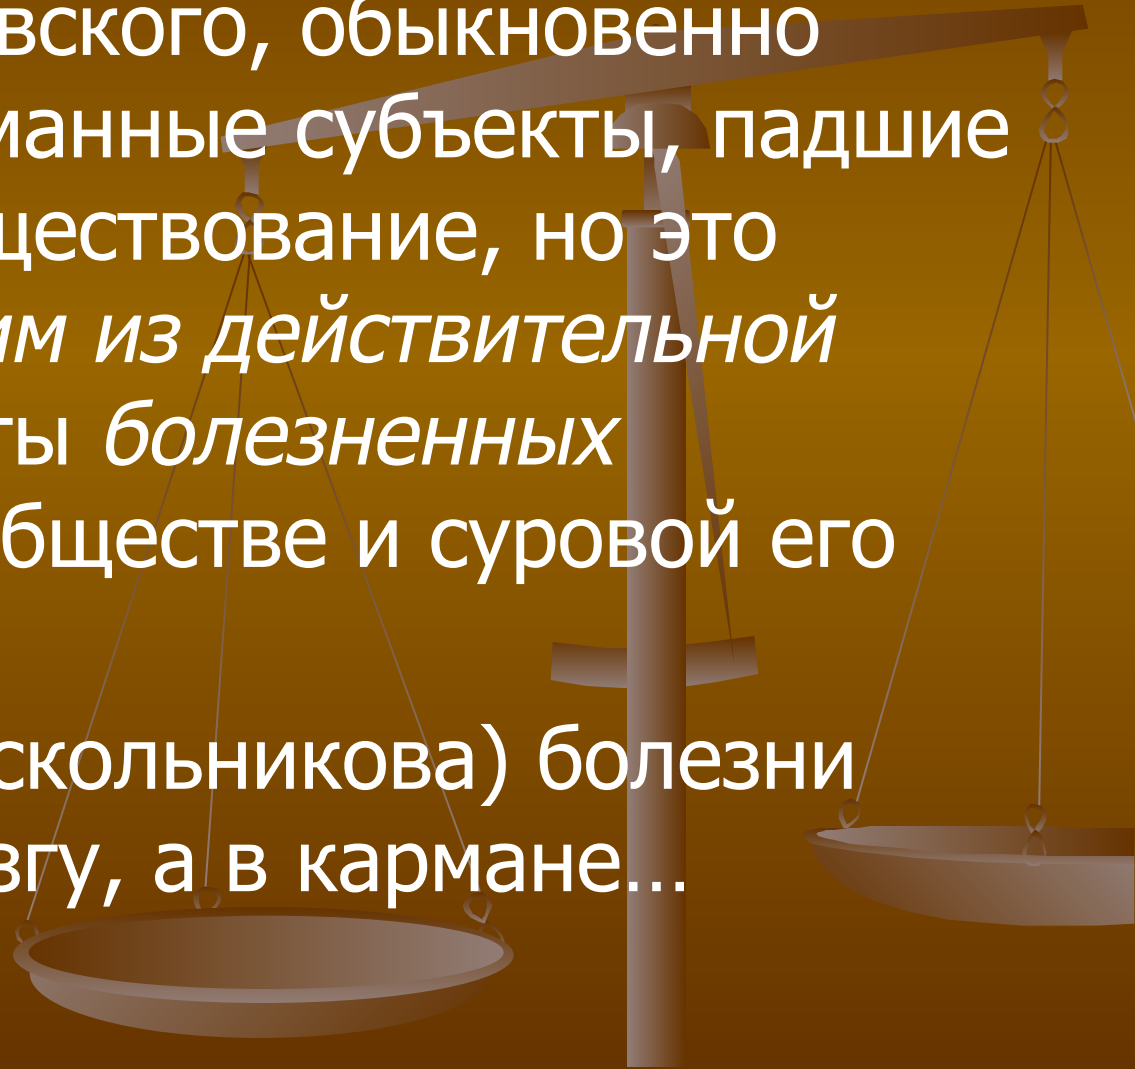 вского, обыкновенно
манные субъекты, падшие
ществование, но это
им из действительной
ты болезненных
бществе и суровой его
скольникова) болезни
згу, а в кармане…